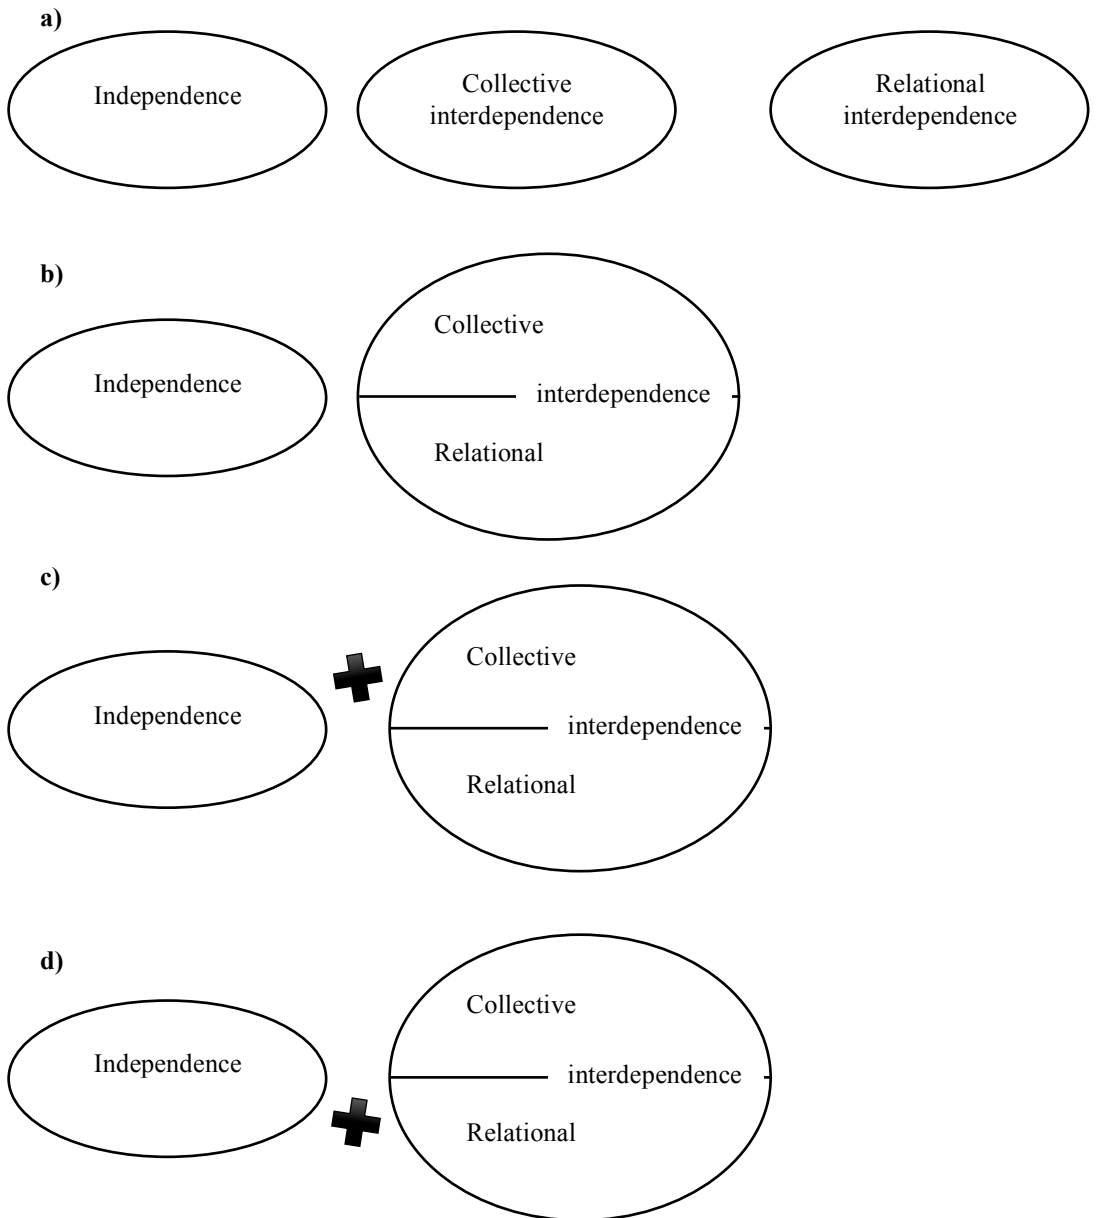 a)
Independence
Collective
interdependence
Relational
interdependence
b)
Independence
Collective
interdependence
Relational
c)
Independence
Collective
interdependence
Relational
d)
Independence
Collective
interdependence
Relational